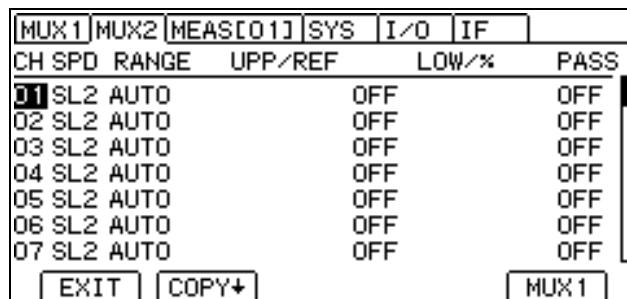 MUX1 MUX2 MEAS[01] SYS I/O IF
CH SPD RANGE UPP/REF LOW/% PASS
01 SL2 AUTO OFF OFF
02 SL2 AUTO OFF OFF
03 SL2 AUTO OFF OFF
04 SL2 AUTO OFF OFF
05 SL2 AUTO OFF OFF
06 SL2 AUTO OFF OFF
07 SL2 AUTO OFF OFF
EXIT COPY↓ MUX1